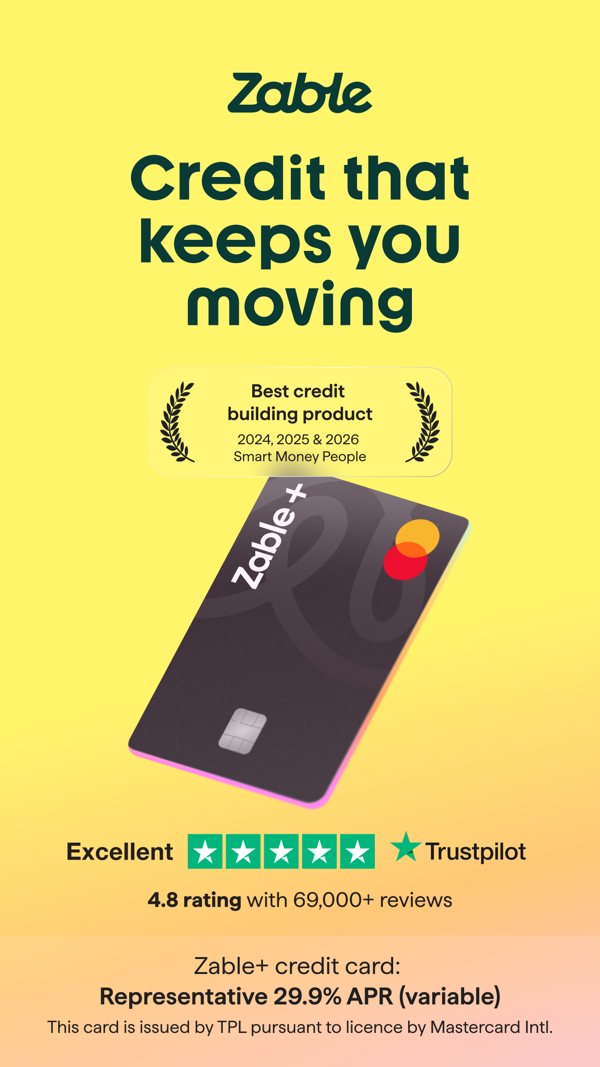 Zable
Credit that
keeps you
moving
Best credit
building product
2024, 2025 & 2026
Smart Money People
Zable+
Excellent
Trustpilot
4.8 rating with 69,000+ reviews
Zable+ credit card:
Representative 29.9% APR (variable)
This card is issued by TPL pursuant to licence by Mastercard Intl.